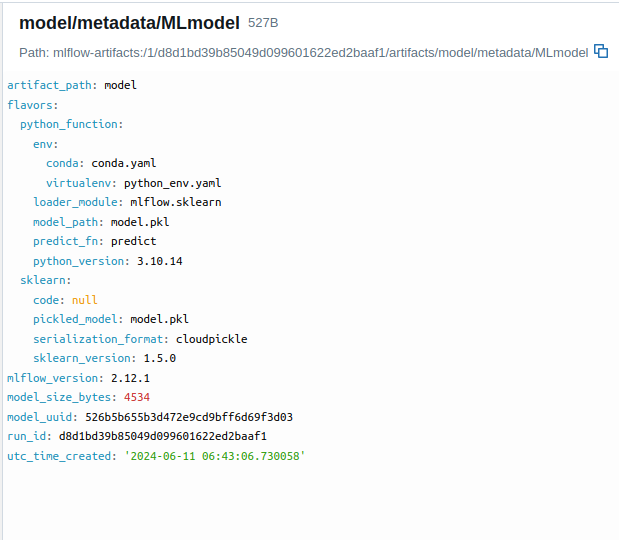 model/metadata/MLmodel 527B
Path: mlflow-artifacts:/1/d8d1bd39b85049d099601622ed2baaf1/artifacts/model/metadata/MLmodel
artifact_path: model
flavors:
  python_function:
    env:
      conda: conda.yaml
      virtualenv: python_env.yaml
    loader_module: mlflow.sklearn
    model_path: model.pkl
    predict_fn: predict
    python_version: 3.10.14
  sklearn:
    code: null
    pickled_model: model.pkl
    serialization_format: cloudpickle
    sklearn_version: 1.5.0
mlflow_version: 2.12.1
model_size_bytes: 4534
model_uuid: 526b5b655b3d472e9cd9bff6d69f3d03
run_id: d8d1bd39b85049d099601622ed2baaf1
utc_time_created: '2024-06-11 06:43:06.730058'